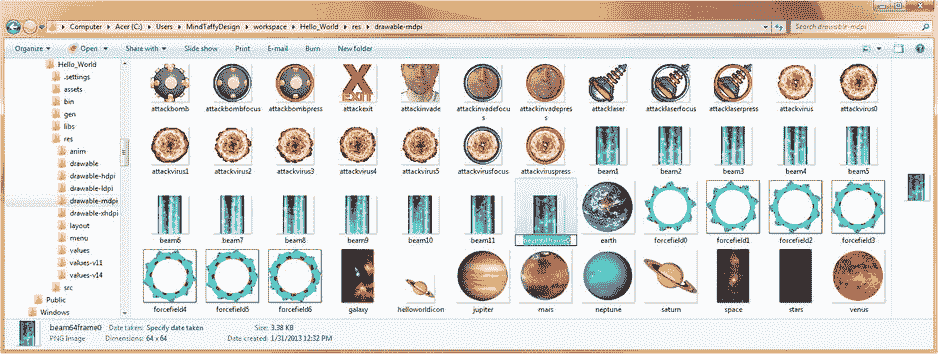 Computer ▸ Acer (C:) ▸ Users ▸ MindTaffyDesign ▸ workspace ▸ Hello_World ▸ res ▸ drawable-mdpi
Search drawable-mdpi
Organize Open Share with Slide show Print E-mail Burn New folder
Hello_World
.settings
assets
bin
gen
libs
res
anim
drawable
drawable-hdpi
drawable-ldpi
drawable-mdpi
drawable-xhdpi
layout
menu
values
values-v11
values-v14
src
Public
Windows
attackbomb attackbombfocus attackbombpress attackexit attackinvade attackinvadefocus attackinvadepress attacklaser attacklaserfocus attacklaserpress attackvirus attackvirus0
attackvirus1 attackvirus2 attackvirus3 attackvirus4 attackvirus5 attackvirusfocus attackviruspress beam1 beam2 beam3 beam4 beam5
beam6 beam7 beam8 beam9 beam10 beam11 earth forcefield0 forcefield1 forcefield2 forcefield3
forcefield4 forcefield5 forcefield6 galaxy helloworldicon jupiter mars neptune saturn space stars venus
beam64frame0 Date taken: Specify date taken Size: 3.38 KB
PNG Image Dimensions: 64 x 64 Date created: 1/31/2013 12:32 PM